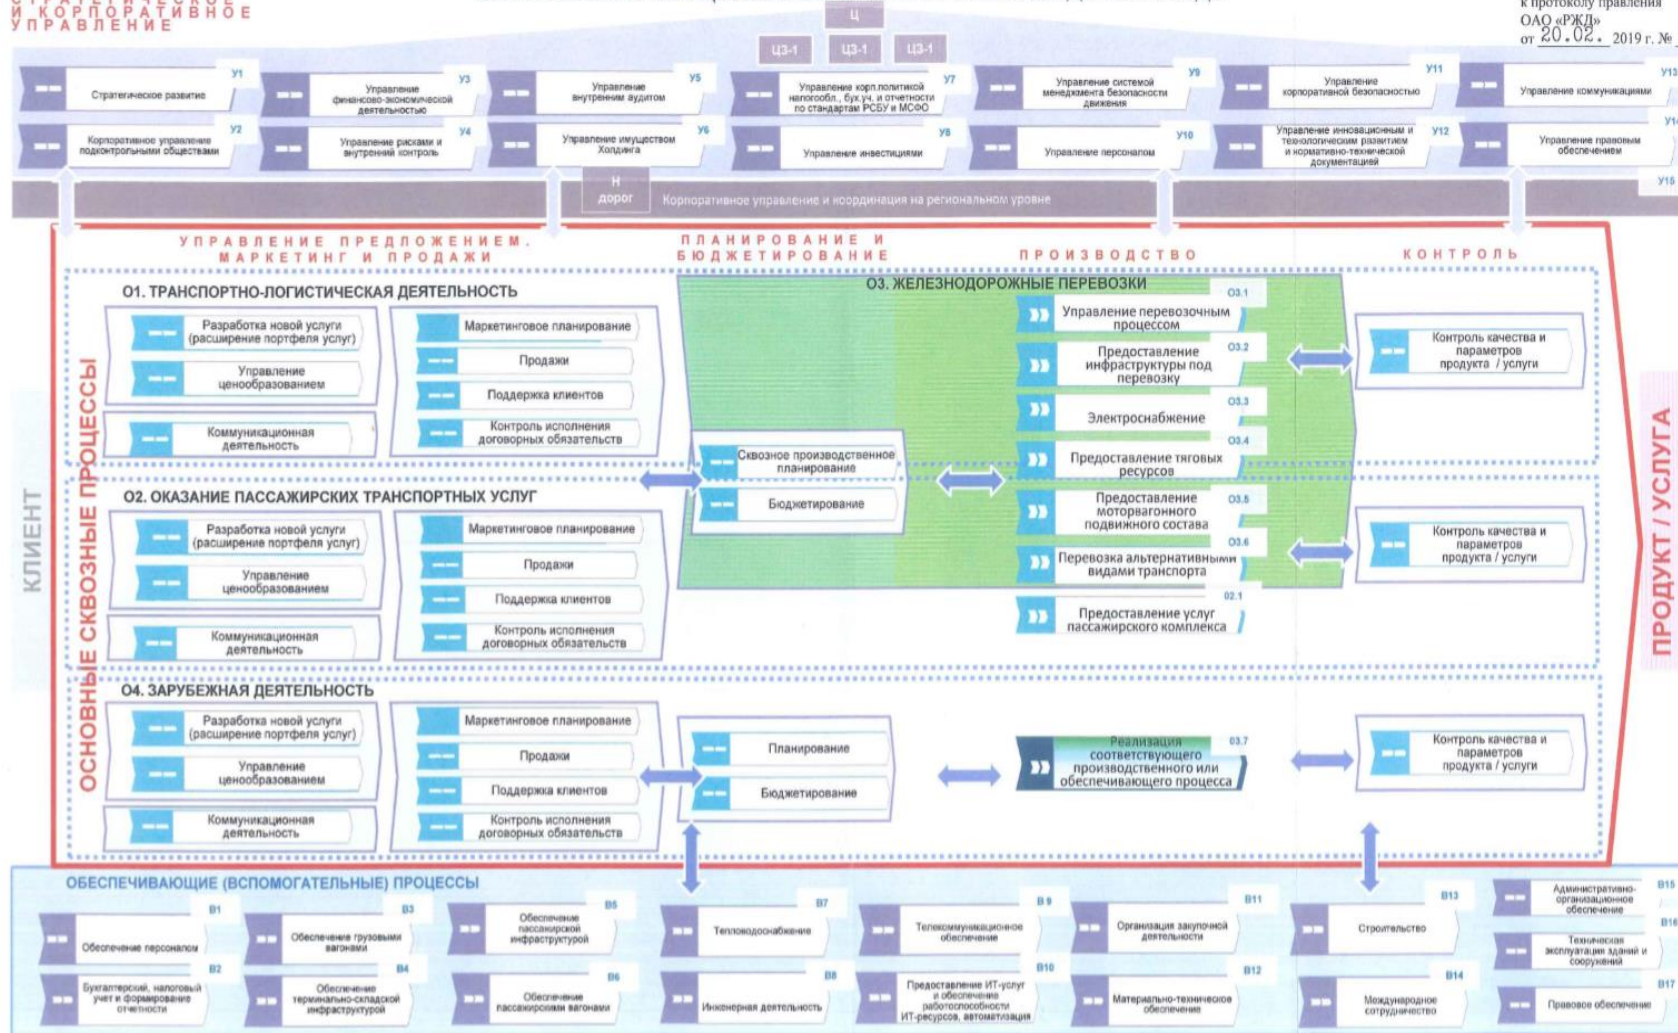 И КОРПОРАТИВНОЕ
УПРАВЛЕНИЕ
к протоколу правления
ОАО «РЖД»
от 20.02. 2019 г. №
Ц
ЦЗ-1
ЦЗ-1
ЦЗ-1
У1
Стратегическое развитие
У3
Управление
финансово-экономической
деятельностью
У5
Управление
внутренним аудитом
У7
Управление корп.политикой
налогообл., бух.уч. и отчетности
по стандартам РСБУ и МСФО
У9
Управление системой
менеджмента безопасности
движения
У11
Управление
корпоративной безопасностью
У13
Управление коммуникациями
У2
Корпоративное управление
подконтрольными обществами
У4
Управление рисками и
внутренний контроль
У6
Управление имуществом
Холдинга
У8
Управление инвестициями
У10
Управление персоналом
У12
Управление инновационным и
технологическим развитием
и нормативно-технической
документацией
У14
Управление правовым
обеспечением
Н
дорог
Корпоративное управление и координация на региональном уровне
У15
УПРАВЛЕНИЕ ПРЕДЛОЖЕНИЕМ.
МАРКЕТИНГ И ПРОДАЖИ
ПЛАНИРОВАНИЕ И
БЮДЖЕТИРОВАНИЕ
ПРОИЗВОДСТВО
КОНТРОЛЬ
КЛИЕНТ
ОСНОВНЫЕ СКВОЗНЫЕ ПРОЦЕССЫ
ПРОДУКТ / УСЛУГА
О1. ТРАНСПОРТНО-ЛОГИСТИЧЕСКАЯ ДЕЯТЕЛЬНОСТЬ
Разработка новой услуги
(расширение портфеля услуг)
Управление
ценообразованием
Коммуникационная
деятельность
Маркетинговое планирование
Продажи
Поддержка клиентов
Контроль исполнения
договорных обязательств
О2. ОКАЗАНИЕ ПАССАЖИРСКИХ ТРАНСПОРТНЫХ УСЛУГ
Разработка новой услуги
(расширение портфеля услуг)
Управление
ценообразованием
Коммуникационная
деятельность
Маркетинговое планирование
Продажи
Поддержка клиентов
Контроль исполнения
договорных обязательств
Сквозное производственное
планирование
Бюджетирование
О3. ЖЕЛЕЗНОДОРОЖНЫЕ ПЕРЕВОЗКИ
О3.1
Управление перевозочным
процессом
О3.2
Предоставление
инфраструктуры под
перевозку
О3.3
Электроснабжение
О3.4
Предоставление тяговых
ресурсов
О3.5
Предоставление
моторвагонного
подвижного состава
О3.6
Перевозка альтернативными
видами транспорта
02.1
Предоставление услуг
пассажирского комплекса
Контроль качества и
параметров
продукта / услуги
Контроль качества и
параметров
продукта / услуги
О4. ЗАРУБЕЖНАЯ ДЕЯТЕЛЬНОСТЬ
Разработка новой услуги
(расширение портфеля услуг)
Управление
ценообразованием
Коммуникационная
деятельность
Маркетинговое планирование
Продажи
Поддержка клиентов
Контроль исполнения
договорных обязательств
Планирование
Бюджетирование
03.7
Реализация
соответствующего
производственного или
обеспечивающего процесса
Контроль качества и
параметров
продукта / услуги
ОБЕСПЕЧИВАЮЩИЕ (ВСПОМОГАТЕЛЬНЫЕ) ПРОЦЕССЫ
В1
Обеспечение персоналом
В3
Обеспечение грузовыми
вагонами
В5
Обеспечение
пассажирской
инфраструктурой
В7
Тепловодоснабжение
В 9
Телекоммуникационное
обеспечение
В11
Организация закупочной
деятельности
В13
Строительство
В15
Административно-
организационное
обеспечение
В16
Техническая
эксплуатация зданий и
сооружений
В2
Бухгалтерский, налоговый
учет и формирование
отчетности
В4
Обеспечение
терминально-складской
инфраструктурой
В6
Обеспечение
пассажирскими вагонами
В8
Инженерная деятельность
В10
Предоставление ИТ-услуг
и обеспечение
работоспособности
ИТ-ресурсов, автоматизация
В12
Материально-техническое
обеспечение
В14
Международное
сотрудничество
В17
Правовое обеспечение